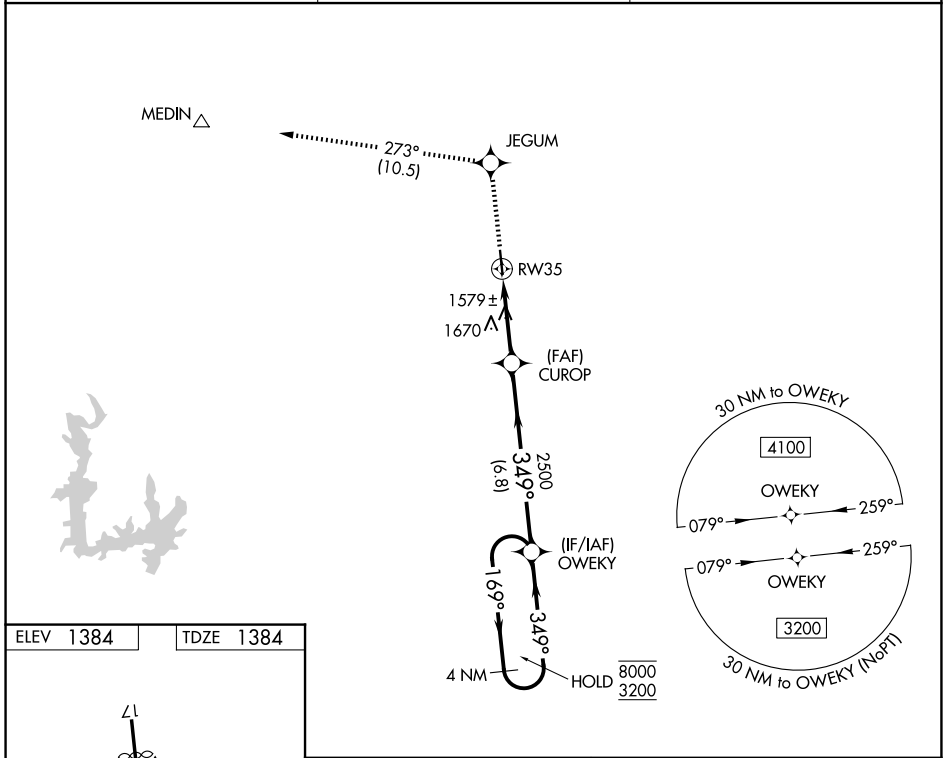 MEDIN
273°
(10.5)
JEGUM
RW35
1579±
1670
(FAF)
CUROP
2500
349°
(6.8)
(IF/IAF)
OWEKY
169°
349°
4 NM
HOLD
8000
3200
30 NM to OWEKY
4100
OWEKY
079°
259°
079°
259°
OWEKY
3200
30 NM to OWEKY (NoPT)
ELEV 1384
TDZE 1384
17